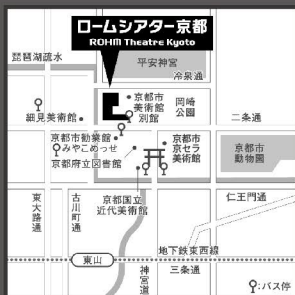 ロームシアター京都
ROHM Theatre Kyoto
琵琶湖疏水
平安神宮
冷泉通
京都市
美術館
別館
岡崎
公園
細見美術館
二条通
京都市勧業館
みやこめっせ
京都府立図書館
京都市
京セラ
美術館
京都市
動物園
東大路通
古川町通
京都国立
近代美術館
仁王門通
地下鉄東西線
東山
三条通
神宮道
:バス停